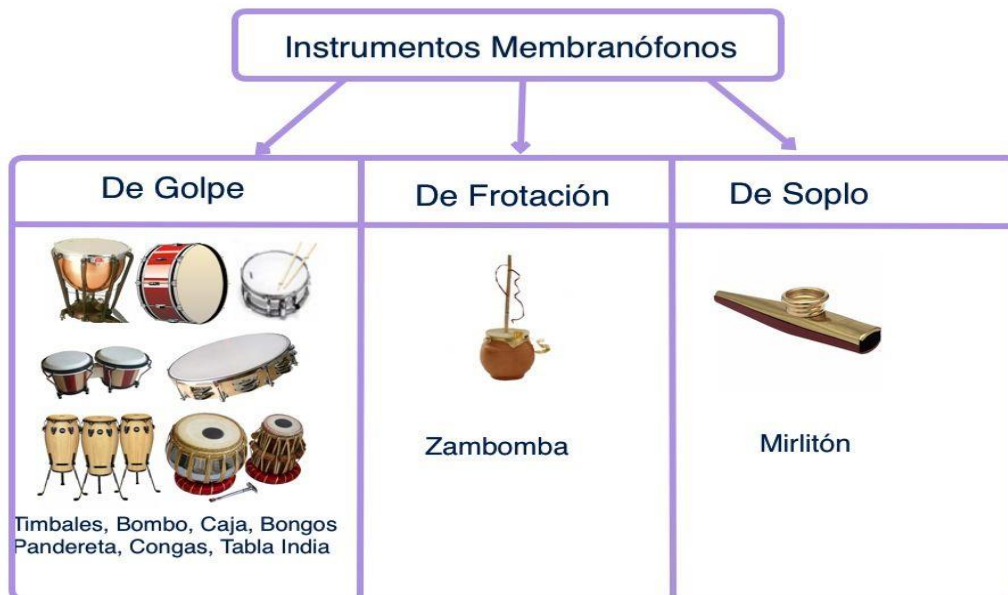 Instrumentos Membranófonos
De Golpe
De Frotación
De Soplo
Timbales, Bombo, Caja, Bongos
Pandereta, Congas, Tabla India
Zambomba
Mirlitón